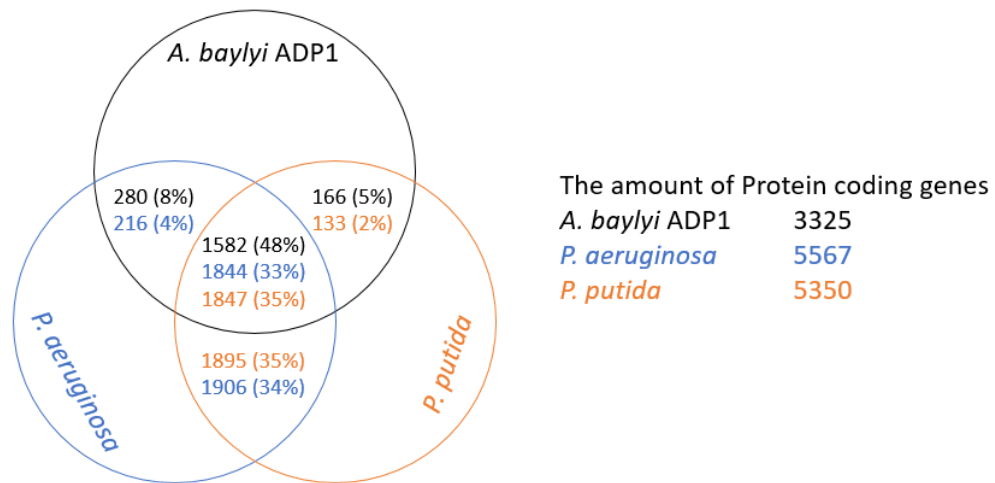 A. baylyi ADP1
280 (8%)
216 (4%)
166 (5%)
133 (2%)
1582 (48%)
1844 (33%)
1847 (35%)
1895 (35%)
1906 (34%)
P. aeruginosa
P. putida
The amount of Protein coding genes
A. baylyi ADP1 3325
P. aeruginosa 5567
P. putida 5350